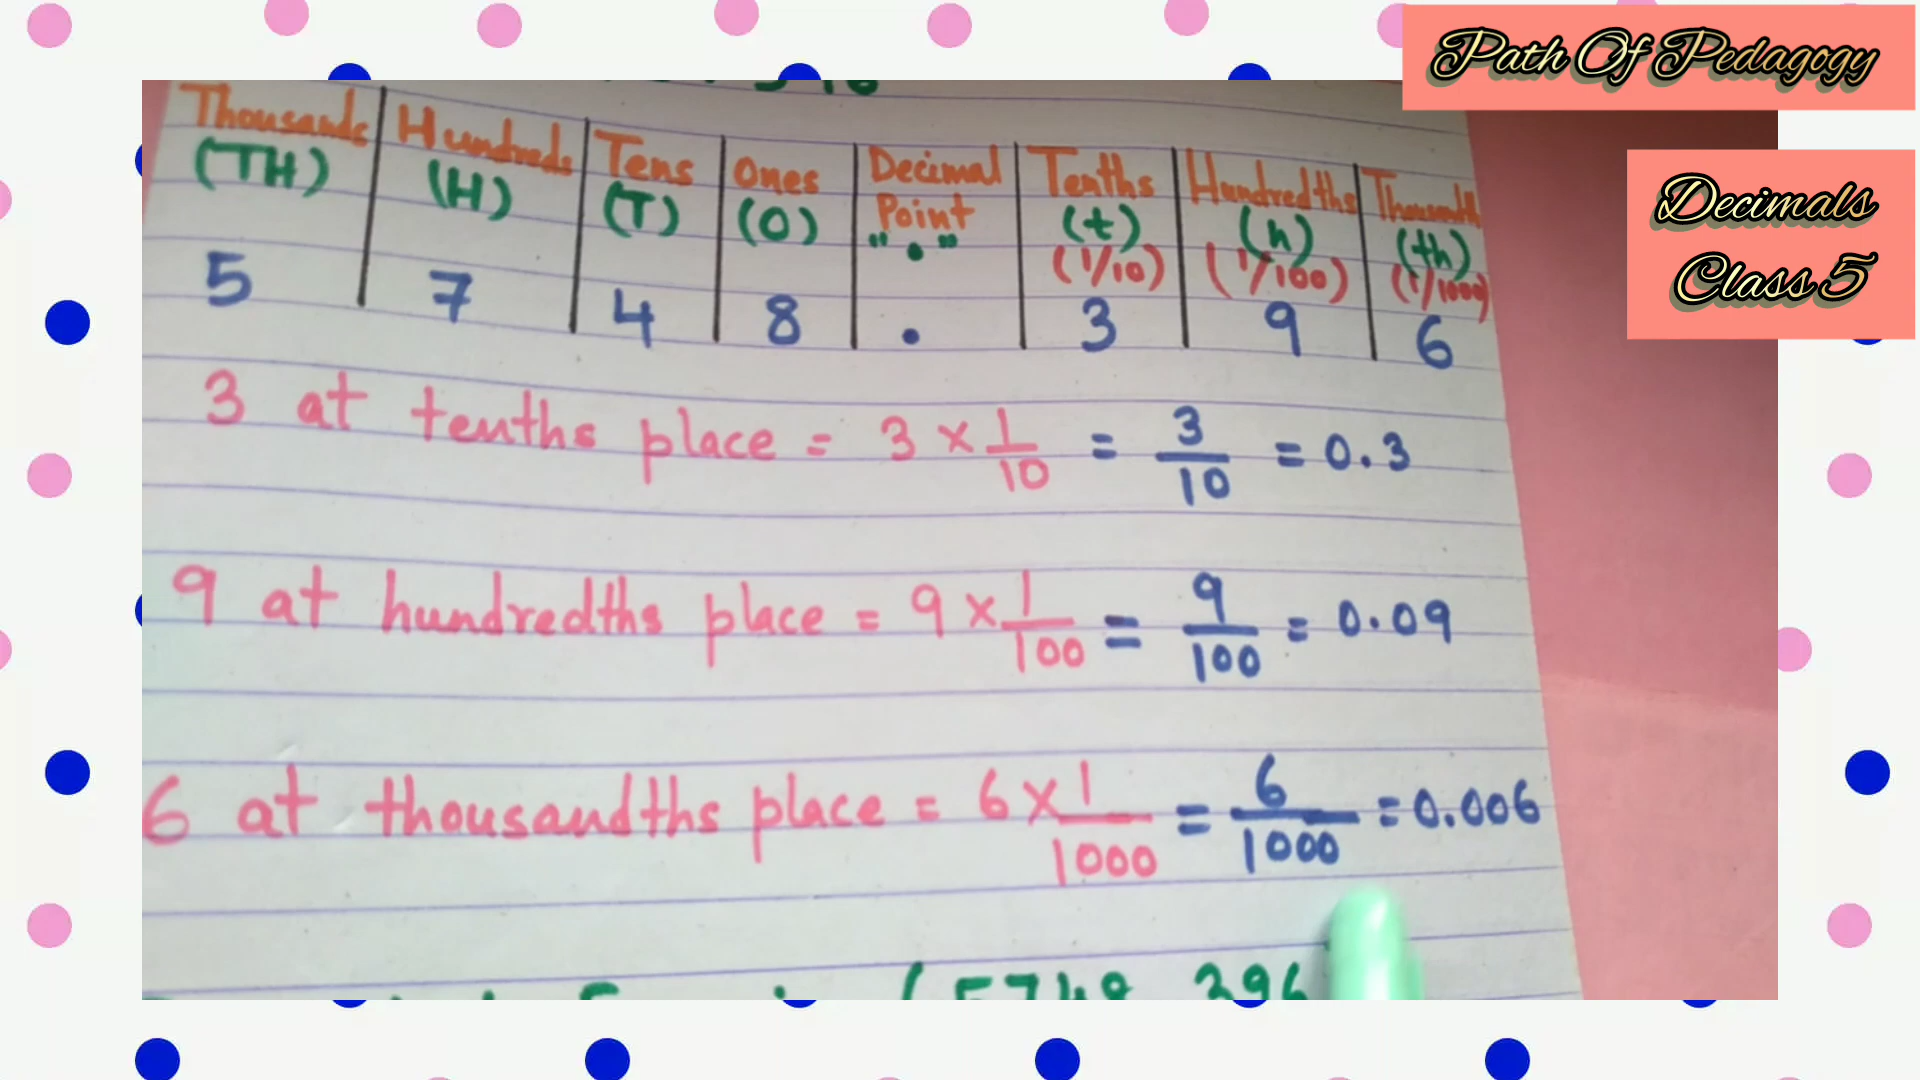 Path Of Pedagogy
Decimals
Class 5
Thousands Hundreds Tens Ones Decimal Point Tenths Hundredths
(TH) (H) (T) (O) "." (t) (h) (th)
(1/10) (1/100) (1/1000)
5 7 4 8 . 3 9 6
3 at tenths place = 3 × 1/10 = 3/10 = 0.3
9 at hundredths place = 9 × 1/100 = 9/100 = 0.09
6 at thousandths place = 6 × 1/1000 = 6/1000 = 0.006
(5748.396